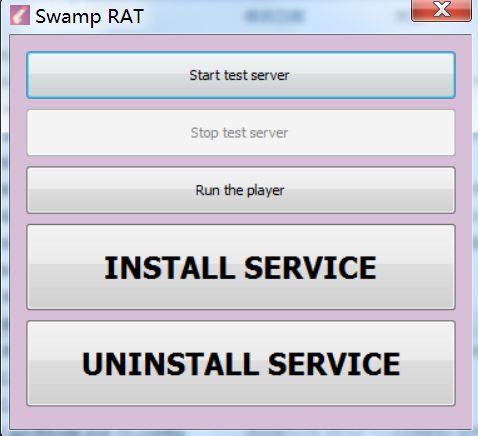 Swamp RAT
Start test server
Stop test server
Run the player
INSTALL SERVICE
UNINSTALL SERVICE